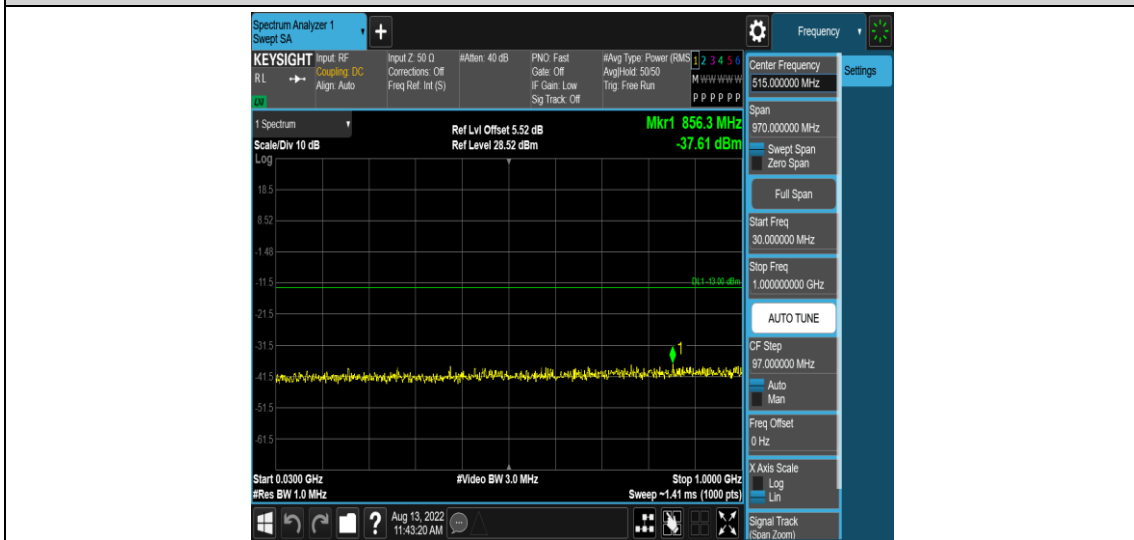 Spectrum Analyzer 1
Swept SA
+
Frequency
KEYSIGHT
RL
LXI
Input: RF
Coupling: DC
Align: Auto
Input Z: 50 Ω
Corrections: Off
Freq Ref: Int (S)
#Atten: 40 dB
PNO: Fast
Gate: Off
IF Gain: Low
Sig Track: Off
#Avg Type: Power (RMS
Avg|Hold: 50/50
Trig: Free Run
1 2 3 4 5 6
M W W W W W
P P P P P P
1 Spectrum
Scale/Div 10 dB
Ref Lvl Offset 5.52 dB
Ref Level 28.52 dBm
Mkr1 856.3 MHz
-37.61 dBm
Log
18.5
8.52
-1.48
-11.5
DL1 -13.00 dBm
-21.5
-31.5
1
-41.5
-51.5
-61.5
Start 0.0300 GHz
#Res BW 1.0 MHz
#Video BW 3.0 MHz
Stop 1.0000 GHz
Sweep ~1.41 ms (1000 pts)
Center Frequency
515.000000 MHz
Settings
Span
970.000000 MHz
Swept Span
Zero Span
Full Span
Start Freq
30.000000 MHz
Stop Freq
1.000000000 GHz
AUTO TUNE
CF Step
97.000000 MHz
Auto
Man
Freq Offset
0 Hz
X Axis Scale
Log
Lin
Signal Track
(Span Zoom)
?
Aug 13, 2022
11:43:20 AM